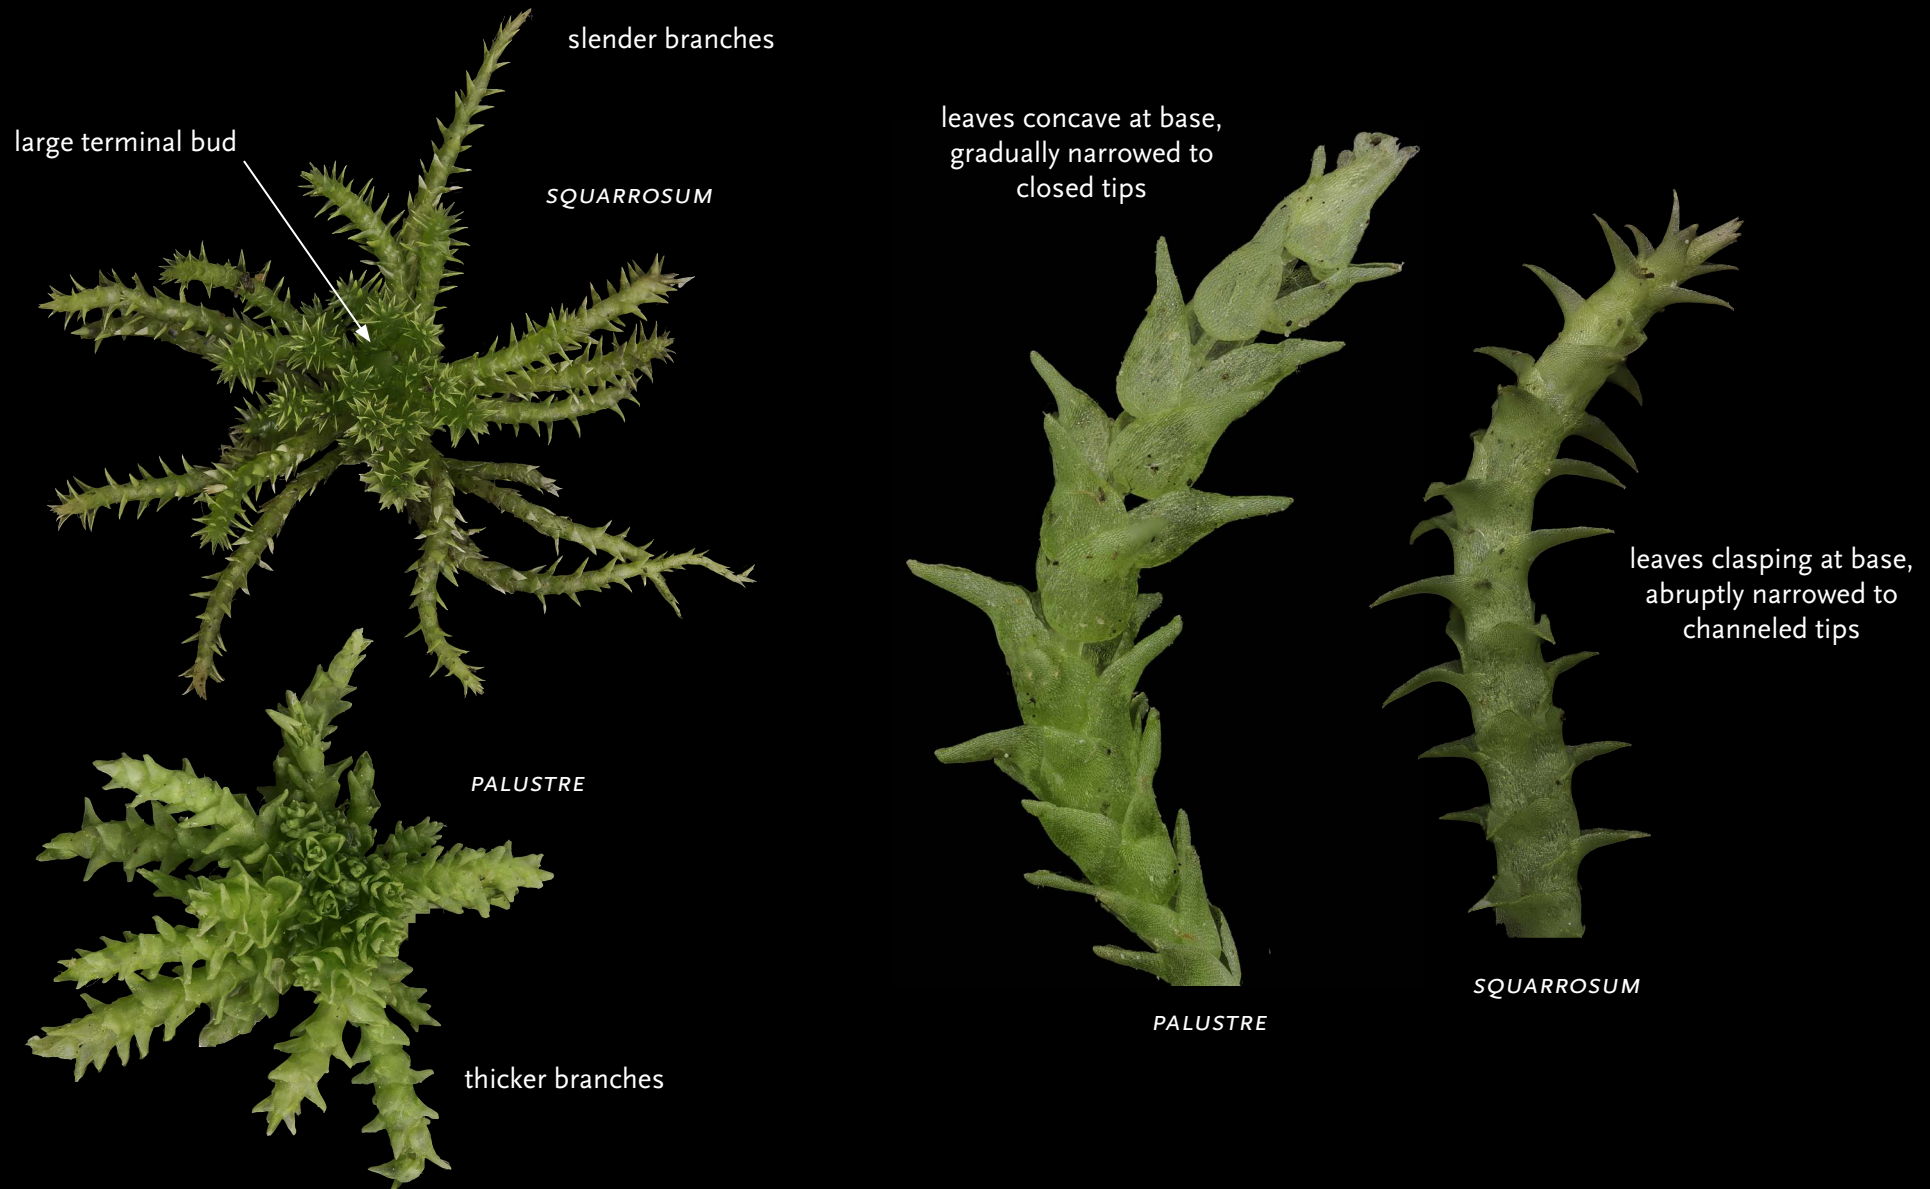 slender branches
large terminal bud
SQUARROSUM
leaves concave at base,
gradually narrowed to
closed tips
leaves clasping at base,
abruptly narrowed to
channeled tips
PALUSTRE
SQUARROSUM
PALUSTRE
thicker branches